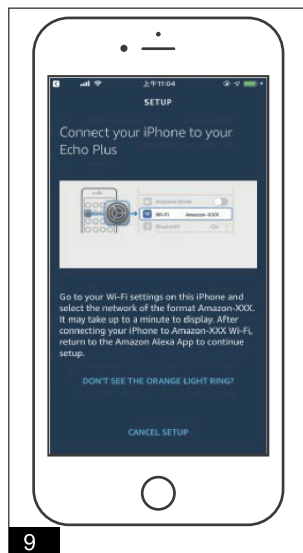 上午11:04
SETUP
Connect your iPhone to your
Echo Plus
Airplane Mode
Wi-Fi Amazon-XXX
Bluetooth On
Go to your Wi-Fi settings on this iPhone and
select the network of the format Amazon-XXX.
It may take up to a minute to display. After
connecting your iPhone to Amazon-XXX Wi-Fi,
return to the Amazon Alexa App to continue
setup.
DON'T SEE THE ORANGE LIGHT RING?
CANCEL SETUP
9